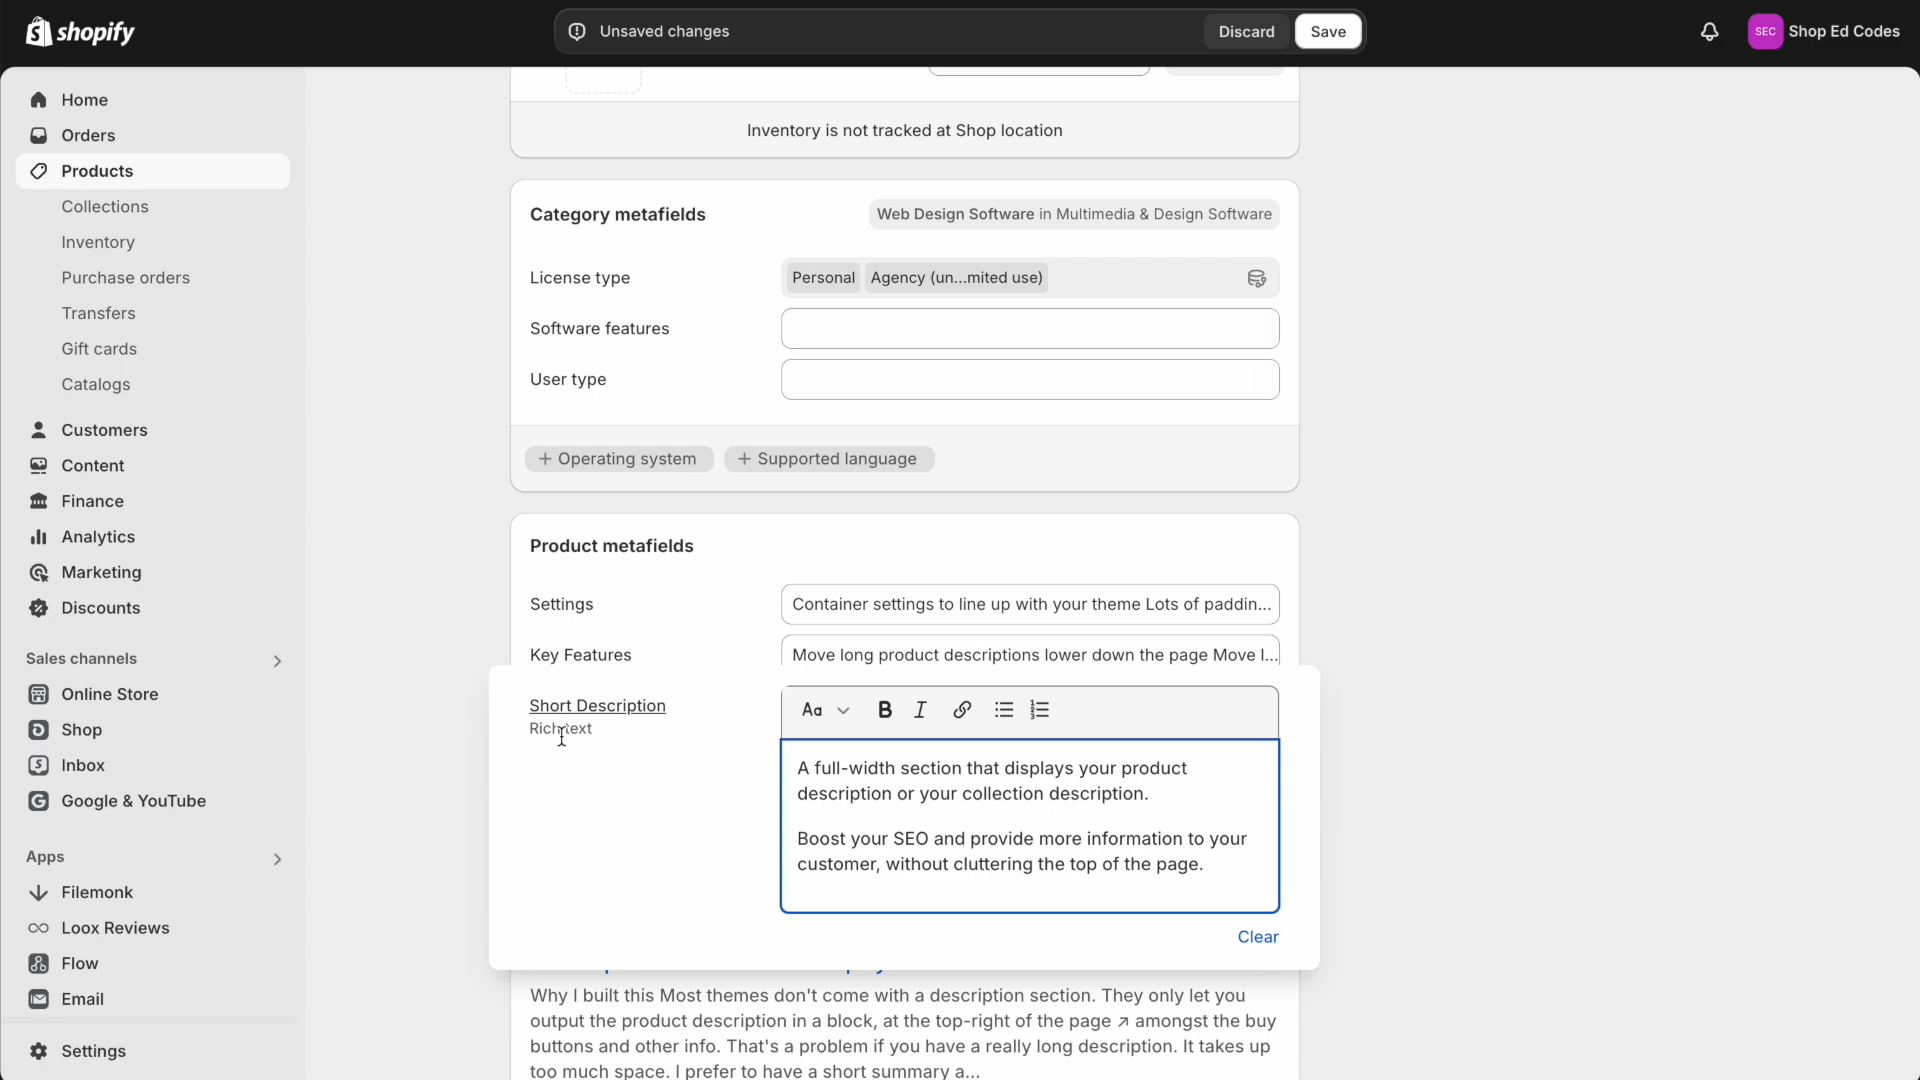 shopify
Unsaved changes
Discard
Save
SEC
Shop Ed Codes
Home
Orders
Products
Collections
Inventory
Purchase orders
Transfers
Gift cards
Catalogs
Customers
Content
Finance
Analytics
Marketing
Discounts
Sales channels
Online Store
Shop
Inbox
Google & YouTube
Apps
Filemonk
Loox Reviews
Flow
Email
Settings
Inventory is not tracked at Shop location
Category metafields
Web Design Software in Multimedia & Design Software
License type
Personal
Agency (un...mited use)
Software features
User type
+ Operating system
+ Supported language
Product metafields
Settings
Container settings to line up with your theme Lots of paddin...
Key Features
Move long product descriptions lower down the page Move l...
Short Description
Rich text
Aa
B
I
A full-width section that displays your product
description or your collection description.
Boost your SEO and provide more information to your
customer, without cluttering the top of the page.
Clear
Why I built this Most themes don't come with a description section. They only let you
output the product description in a block, at the top-right of the page ↗ amongst the buy
buttons and other info. That's a problem if you have a really long description. It takes up
too much space. I prefer to have a short summary a...